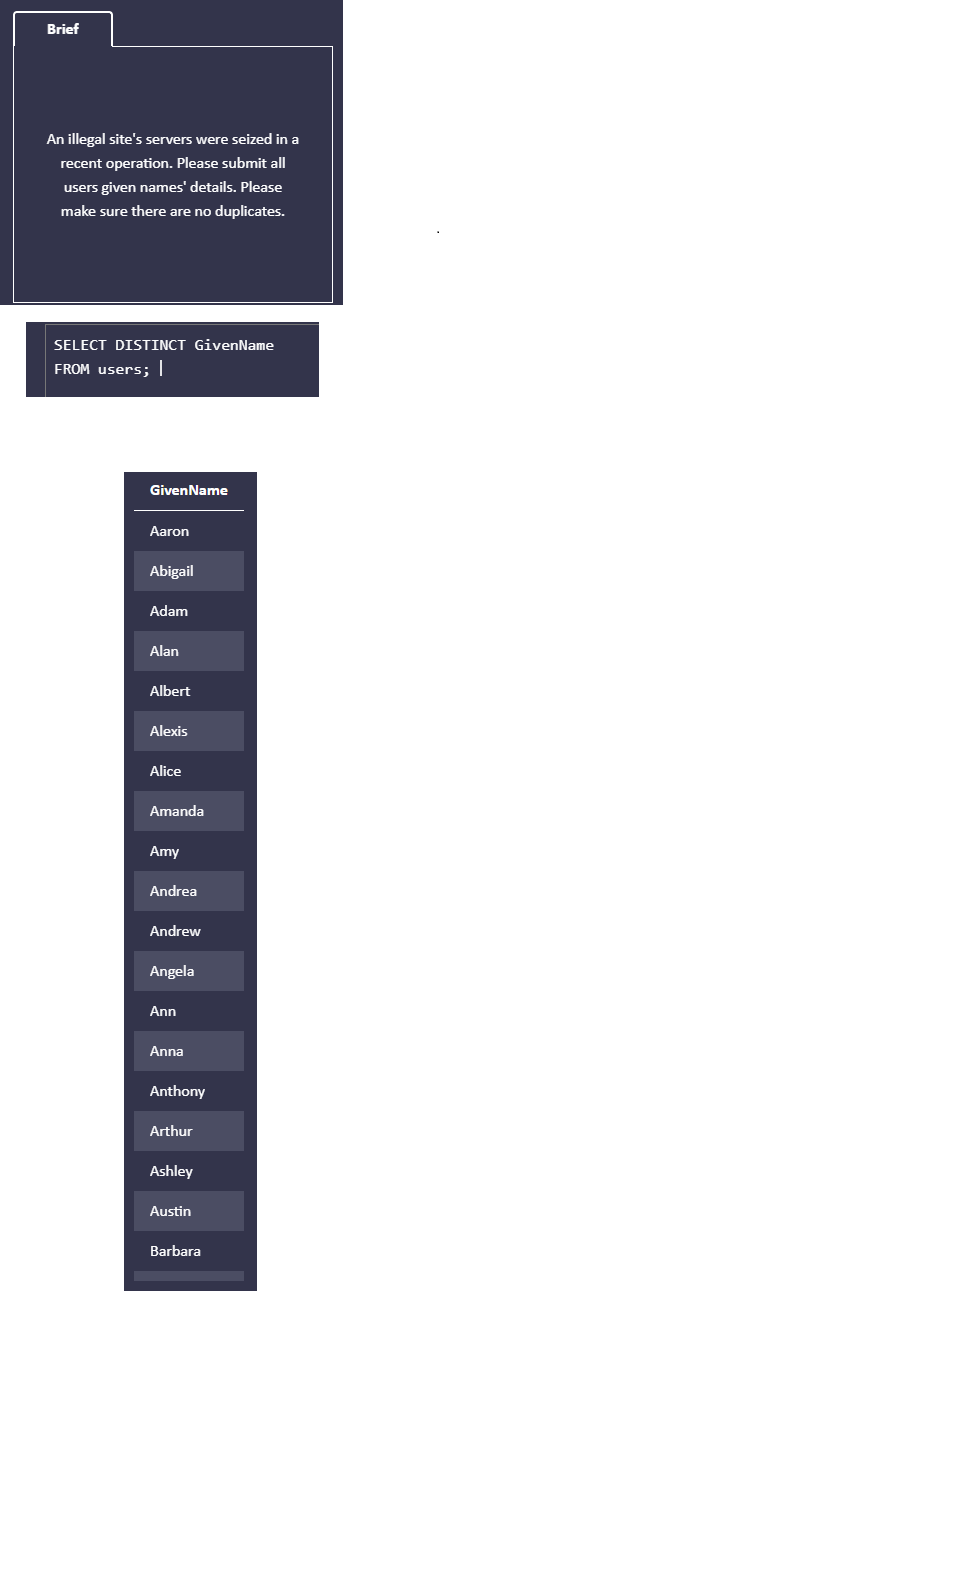 Brief
An illegal site's servers were seized in a
recent operation. Please submit all
users given names' details. Please
make sure there are no duplicates.
.
SELECT DISTINCT GivenName
FROM users;
GivenName
Aaron
Abigail
Adam
Alan
Albert
Alexis
Alice
Amanda
Amy
Andrea
Andrew
Angela
Ann
Anna
Anthony
Arthur
Ashley
Austin
Barbara